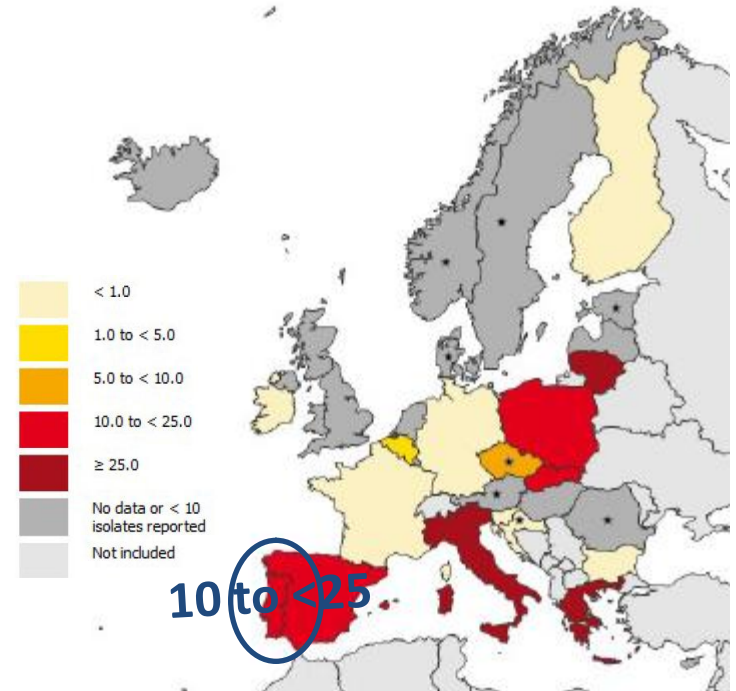 < 1.0
1.0 to < 5.0
5.0 to < 10.0
10.0 to < 25.0
≥ 25.0
No data or < 10
isolates reported
Not included
10 to <25